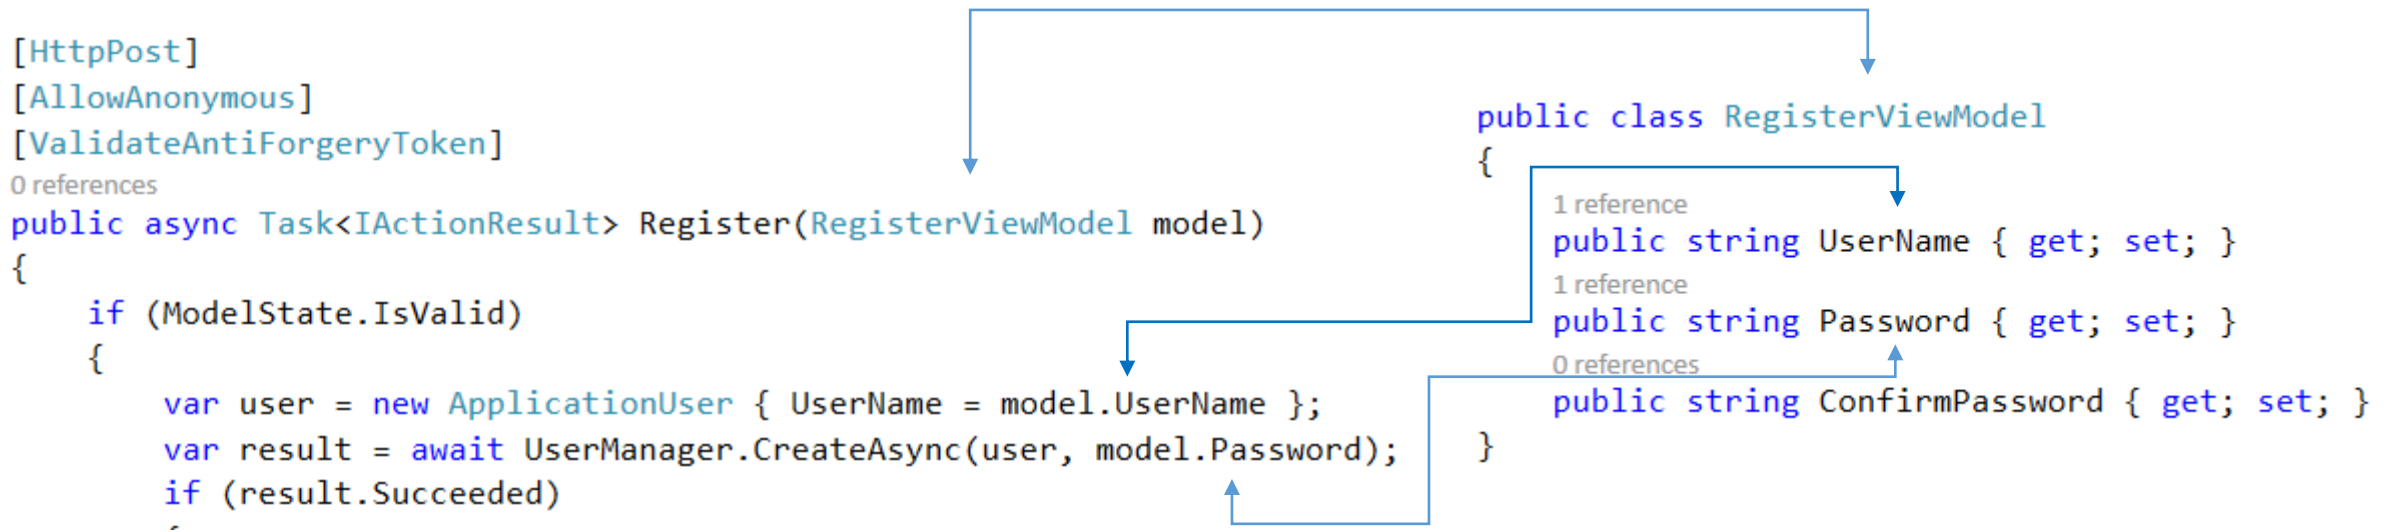 [HttpPost]
[AllowAnonymous]
[ValidateAntiForgeryToken]
0 references
public async Task<IActionResult> Register(RegisterViewModel model)
{
    if (ModelState.IsValid)
    {
        var user = new ApplicationUser { UserName = model.UserName };
        var result = await UserManager.CreateAsync(user, model.Password);
        if (result.Succeeded)
public class RegisterViewModel
{
    1 reference
    public string UserName { get; set; }
    1 reference
    public string Password { get; set; }
    0 references
    public string ConfirmPassword { get; set; }
}